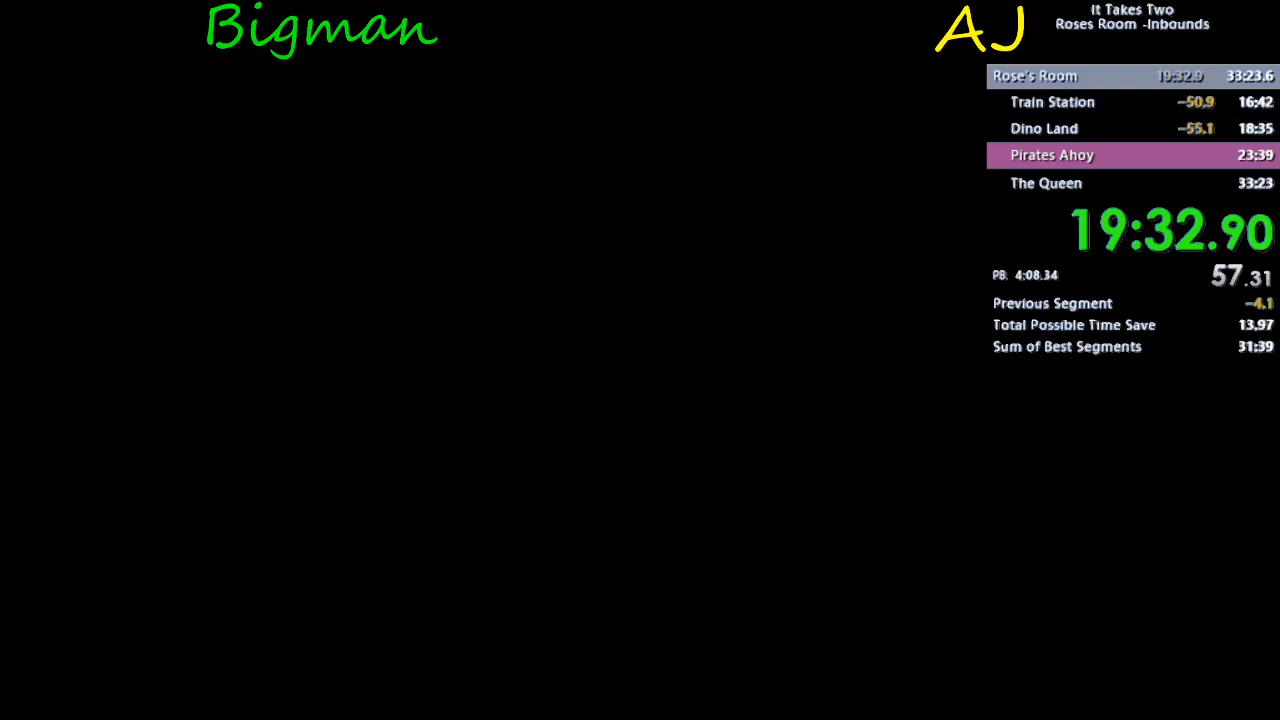 Bigman
AJ
It Takes Two
Roses Room -Inbounds
Rose's Room 19:32.9 33:23.6
Train Station −50.9 16:42
Dino Land −55.1 18:35
Pirates Ahoy 23:39
The Queen 33:23
19:32.90
PB: 4:08.34 57.31
Previous Segment −4.1
Total Possible Time Save 13.97
Sum of Best Segments 31:39